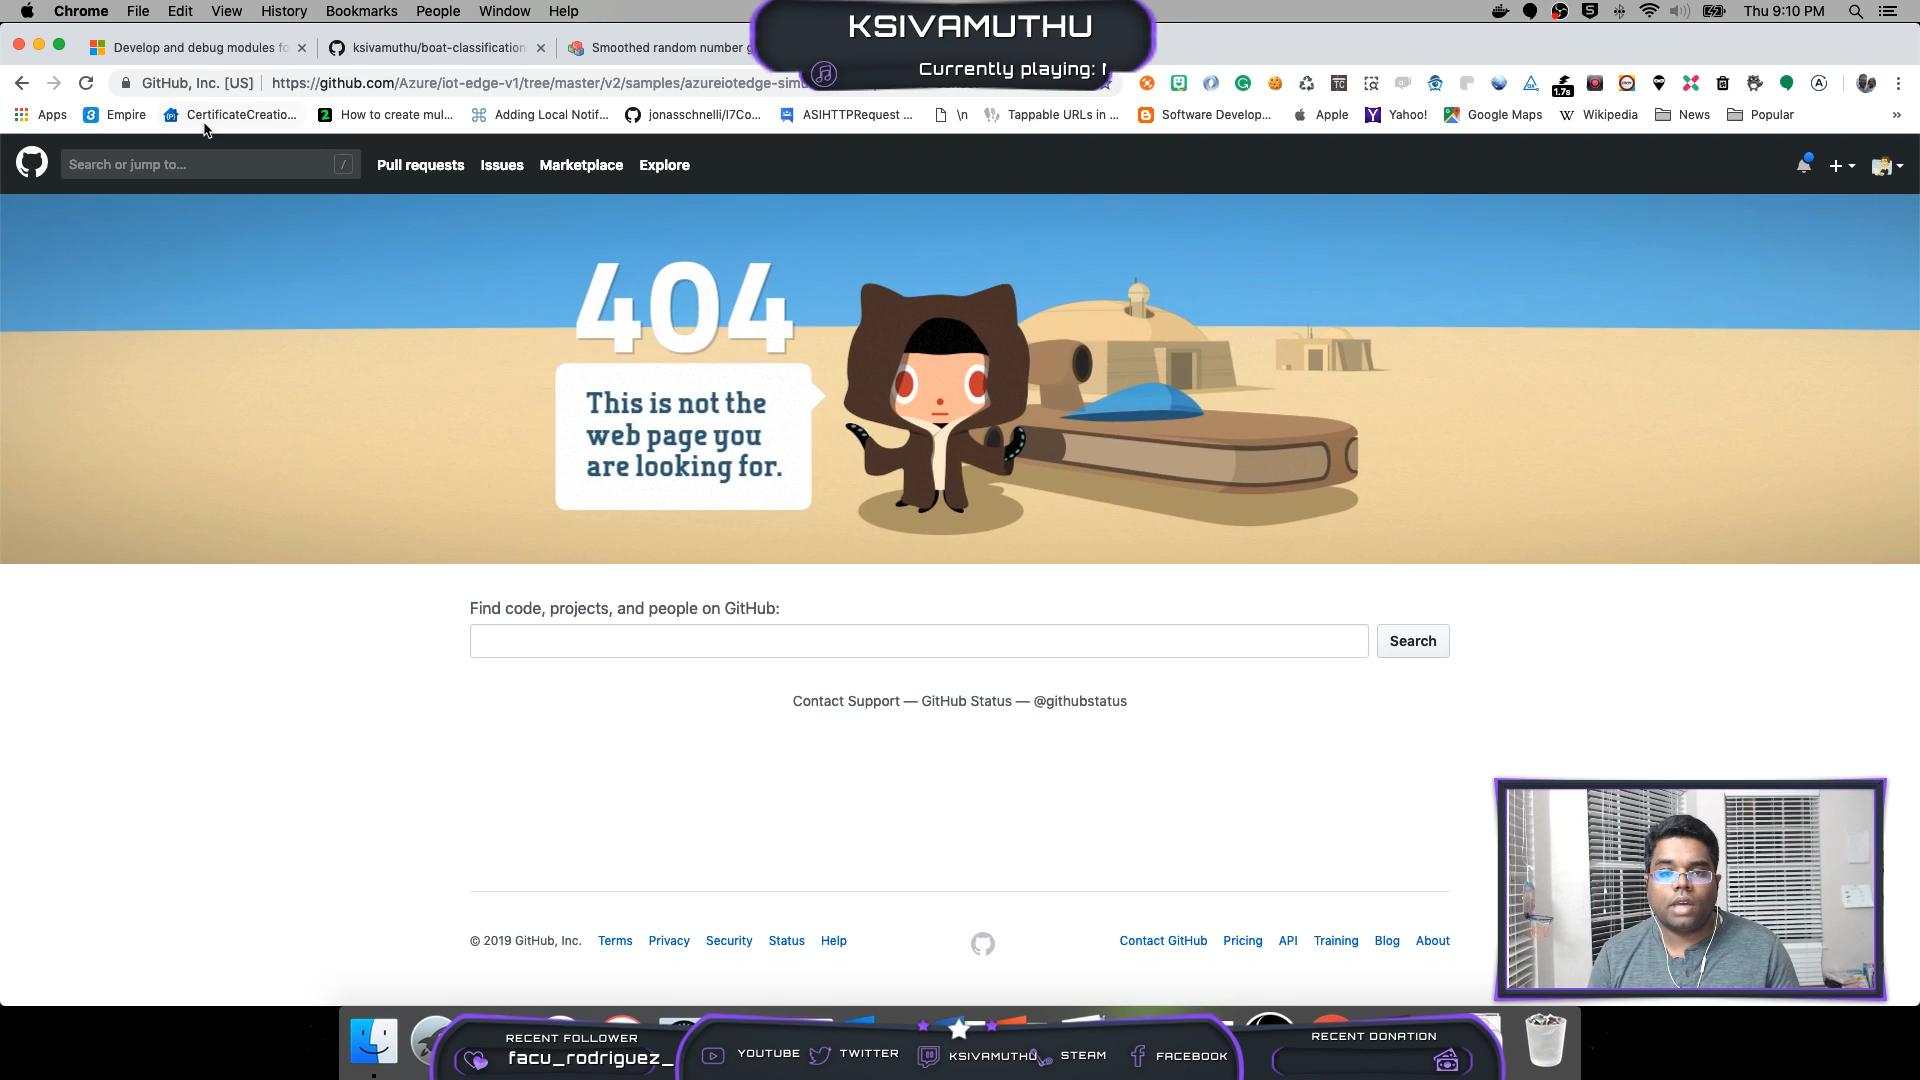 Chrome File Edit View History Bookmarks People Window Help
KSIVAMUTHU
Thu 9:10 PM
Develop and debug modules fo
ksivamuthu/boat-classification
Smoothed random number g
Currently playing:
GitHub, Inc. [US]
https://github.com/Azure/iot-edge-v1/tree/master/v2/samples/azureiotedge-simu
1.7s
Apps
Empire
CertificateCreatio...
How to create mul...
Adding Local Notif...
jonasschnelli/I7Co...
ASIHTTPRequest ...
\n
Tappable URLs in ...
Software Develop...
Apple
Yahoo!
Google Maps
Wikipedia
News
Popular
»
Search or jump to...
/
Pull requests
Issues
Marketplace
Explore
404
This is not the
web page you
are looking for.
Find code, projects, and people on GitHub:
Search
Contact Support — GitHub Status — @githubstatus
© 2019 GitHub, Inc.
Terms
Privacy
Security
Status
Help
Contact GitHub
Pricing
API
Training
Blog
About
RECENT FOLLOWER
facu_rodriguez_
YOUTUBE
TWITTER
KSIVAMUTHU
STEAM
FACEBOOK
RECENT DONATION